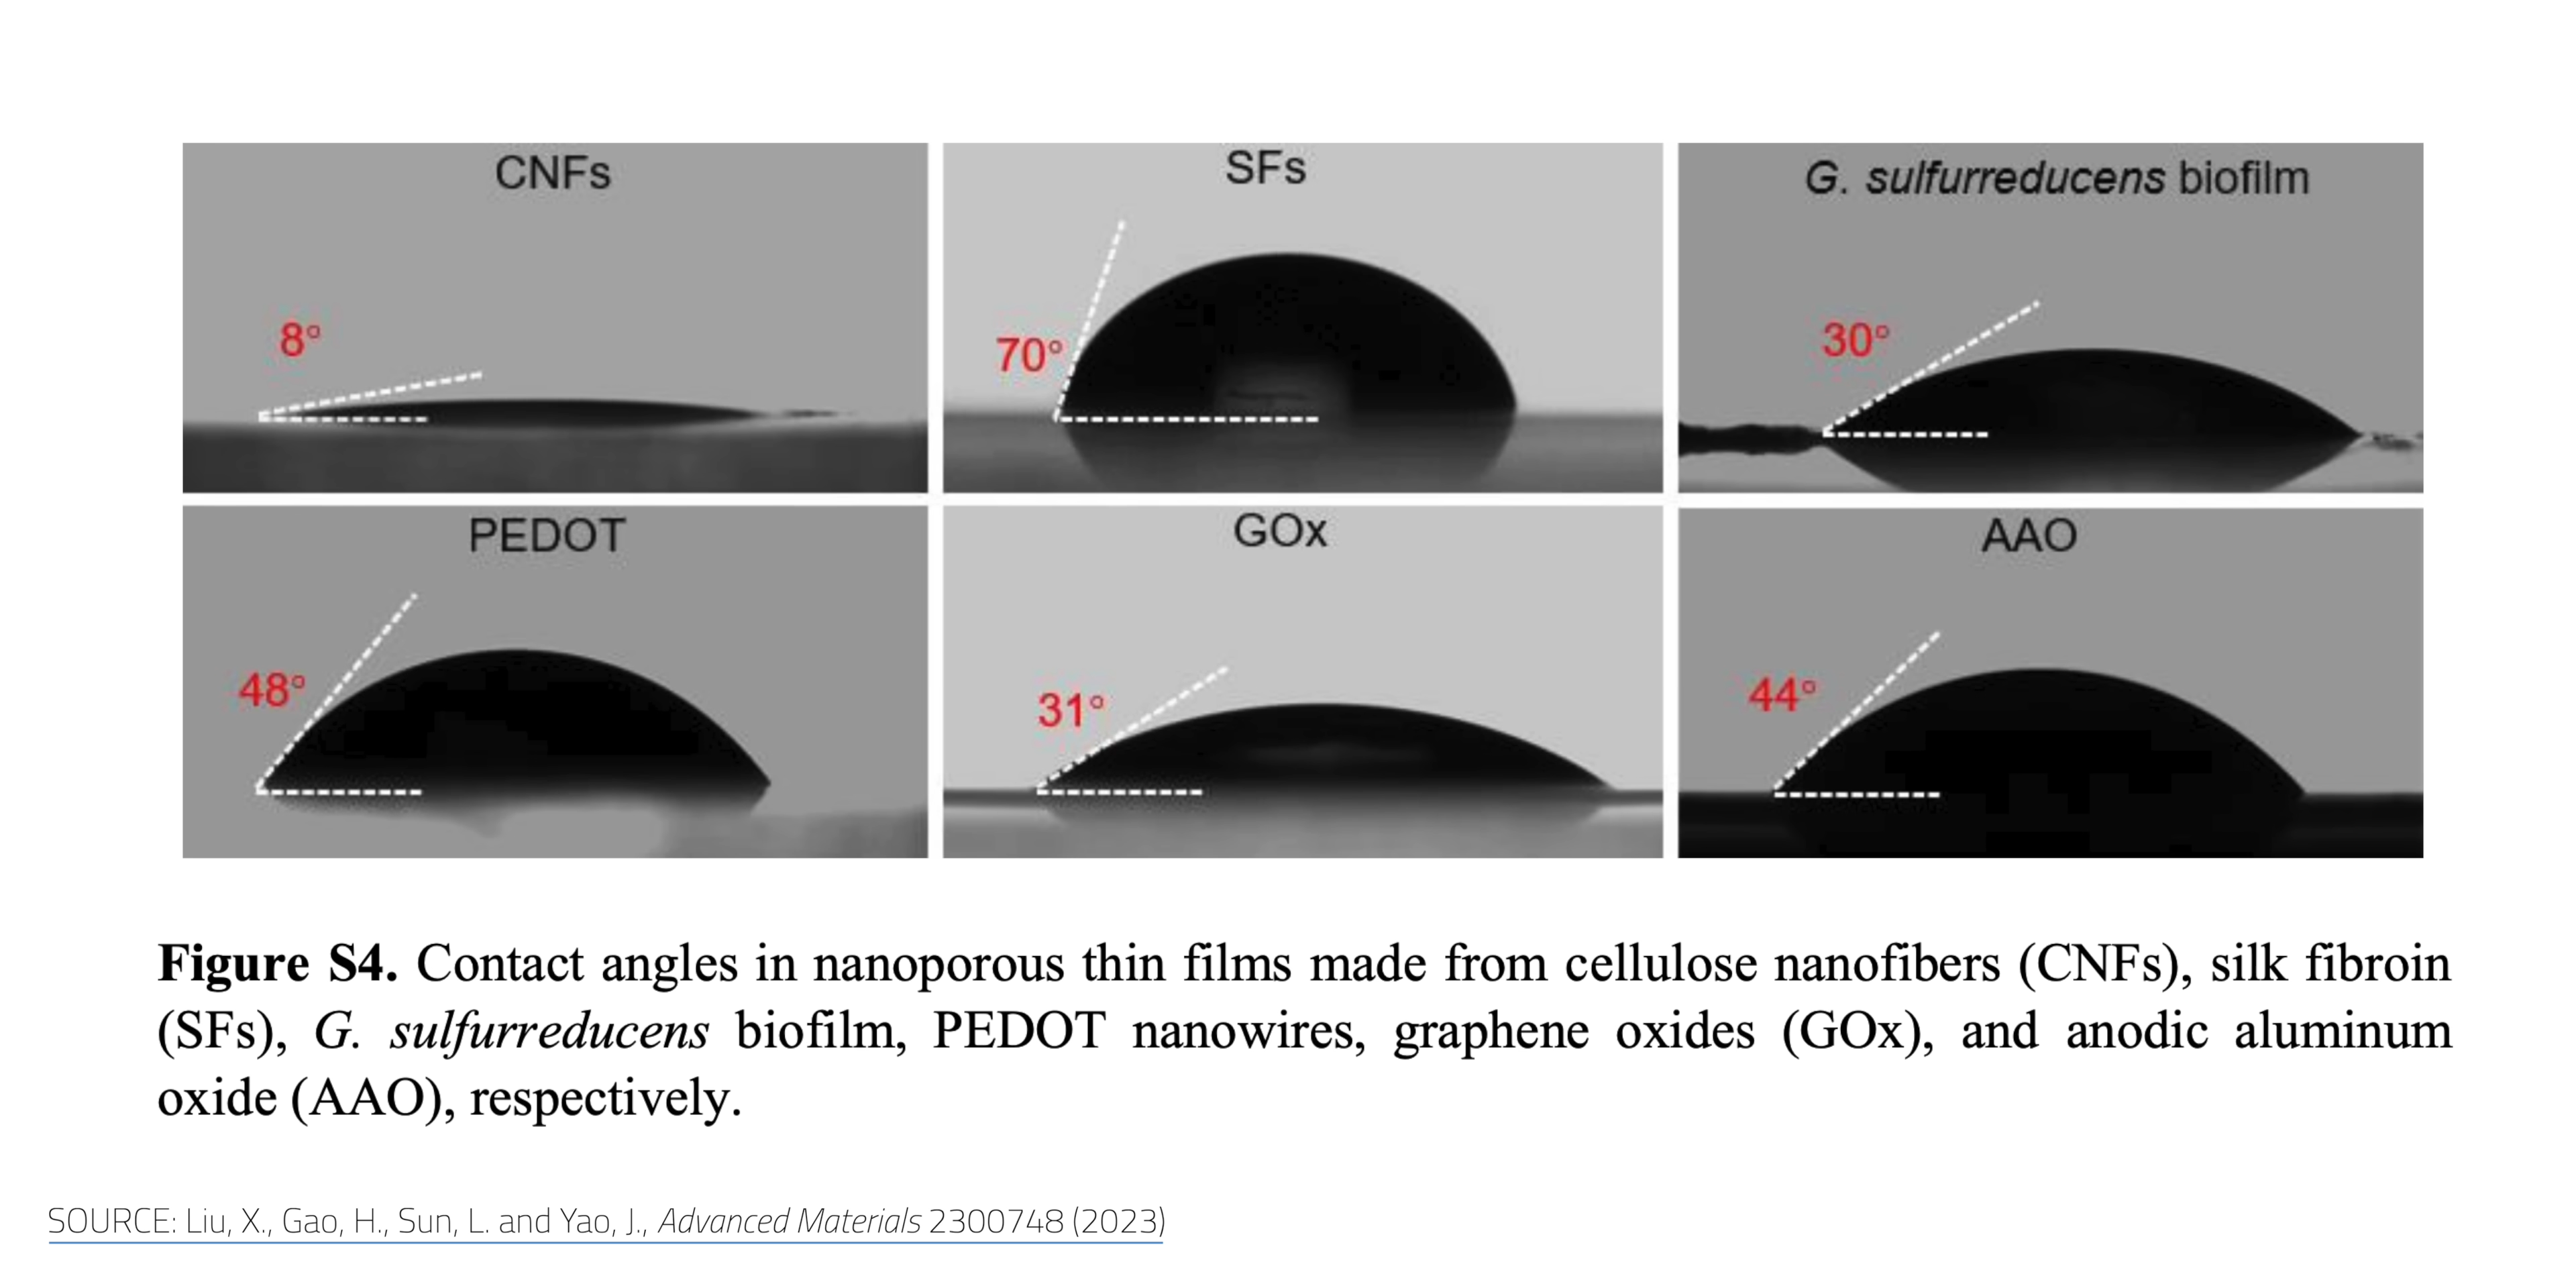 CNFs
8°
SFs
70°
G. sulfurreducens biofilm
30°
PEDOT
48°
GOx
31°
AAO
44°
Figure S4. Contact angles in nanoporous thin films made from cellulose nanofibers (CNFs), silk fibroin
(SFs), G. sulfurreducens biofilm, PEDOT nanowires, graphene oxides (GOx), and anodic aluminum
oxide (AAO), respectively.
SOURCE: Liu, X., Gao, H., Sun, L. and Yao, J., Advanced Materials 2300748 (2023)